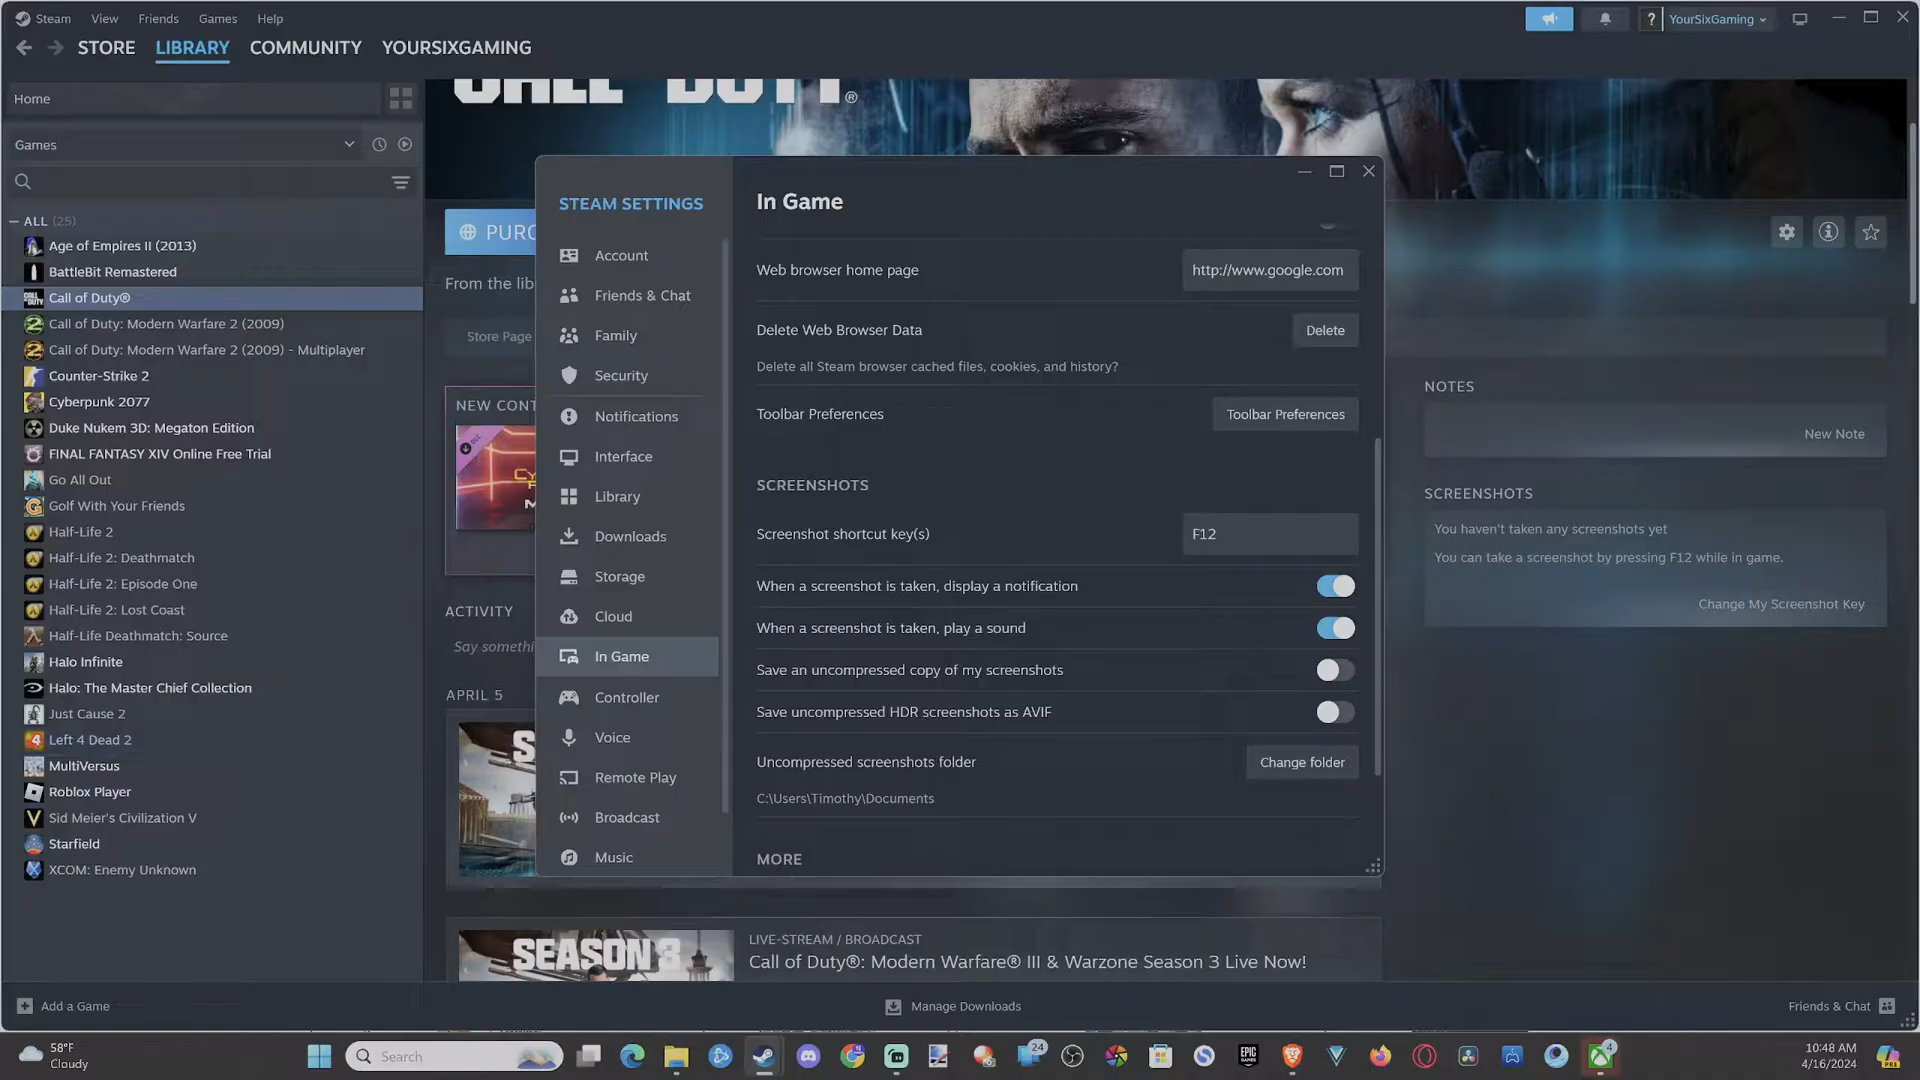 Steam View Friends Games Help
? YourSixGaming
STORE LIBRARY COMMUNITY YOURSIXGAMING
Home
Games
ALL (25)
Age of Empires II (2013)
BattleBit Remastered
Call of Duty®
Call of Duty: Modern Warfare 2 (2009)
Call of Duty: Modern Warfare 2 (2009) - Multiplayer
Counter-Strike 2
Cyberpunk 2077
Duke Nukem 3D: Megaton Edition
FINAL FANTASY XIV Online Free Trial
Go All Out
Golf With Your Friends
Half-Life 2
Half-Life 2: Deathmatch
Half-Life 2: Episode One
Half-Life 2: Lost Coast
Half-Life Deathmatch: Source
Halo Infinite
Halo: The Master Chief Collection
Just Cause 2
Left 4 Dead 2
MultiVersus
Roblox Player
Sid Meier's Civilization V
Starfield
XCOM: Enemy Unknown
CALL DUTY®
PURC
From the lib
Store Page
NEW CONT
DLC
ACTIVITY
Say somethi
APRIL 5
STEAM SETTINGS
Account
Friends & Chat
Family
Security
Notifications
Interface
Library
Downloads
Storage
Cloud
In Game
Controller
Voice
Remote Play
Broadcast
Music
In Game
Web browser home page http://www.google.com
Delete Web Browser Data Delete
Delete all Steam browser cached files, cookies, and history?
Toolbar Preferences Toolbar Preferences
SCREENSHOTS
Screenshot shortcut key(s) F12
When a screenshot is taken, display a notification
When a screenshot is taken, play a sound
Save an uncompressed copy of my screenshots
Save uncompressed HDR screenshots as AVIF
Uncompressed screenshots folder Change folder
C:\Users\Timothy\Documents
MORE
NOTES
New Note
SCREENSHOTS
You haven't taken any screenshots yet
You can take a screenshot by pressing F12 while in game.
Change My Screenshot Key
SEASON 3
LIVE-STREAM / BROADCAST
Call of Duty®: Modern Warfare® III & Warzone Season 3 Live Now!
Add a Game
Manage Downloads
Friends & Chat
58°F
Cloudy
Search
24
EPIC GAMES
4
10:48 AM
4/16/2024
PRE